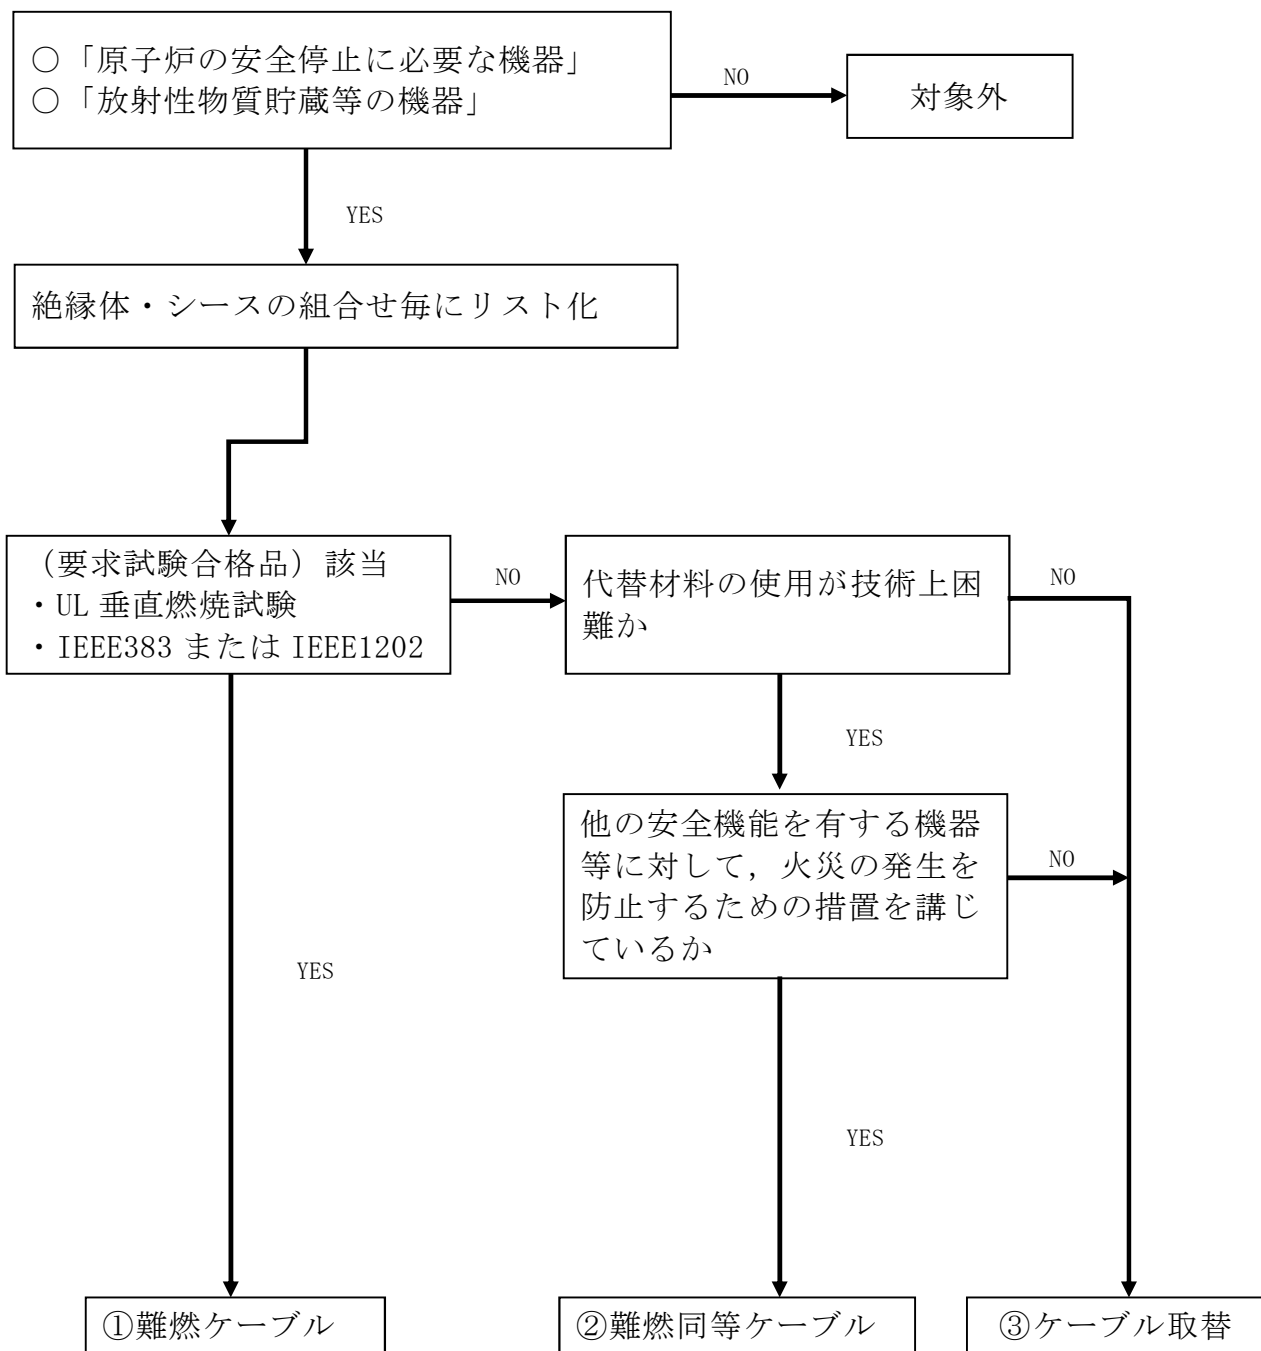 ○「原子炉の安全停止に必要な機器」
○「放射性物質貯蔵等の機器」
NO
対象外
YES
絶縁体・シースの組合せ毎にリスト化
（要求試験合格品）該当
・UL 垂直燃焼試験
・IEEE383 または IEEE1202
NO
代替材料の使用が技術上困
難か
NO
YES
他の安全機能を有する機器
等に対して，火災の発生を
防止するための措置を講じ
ているか
NO
YES
YES
①難燃ケーブル
②難燃同等ケーブル
③ケーブル取替